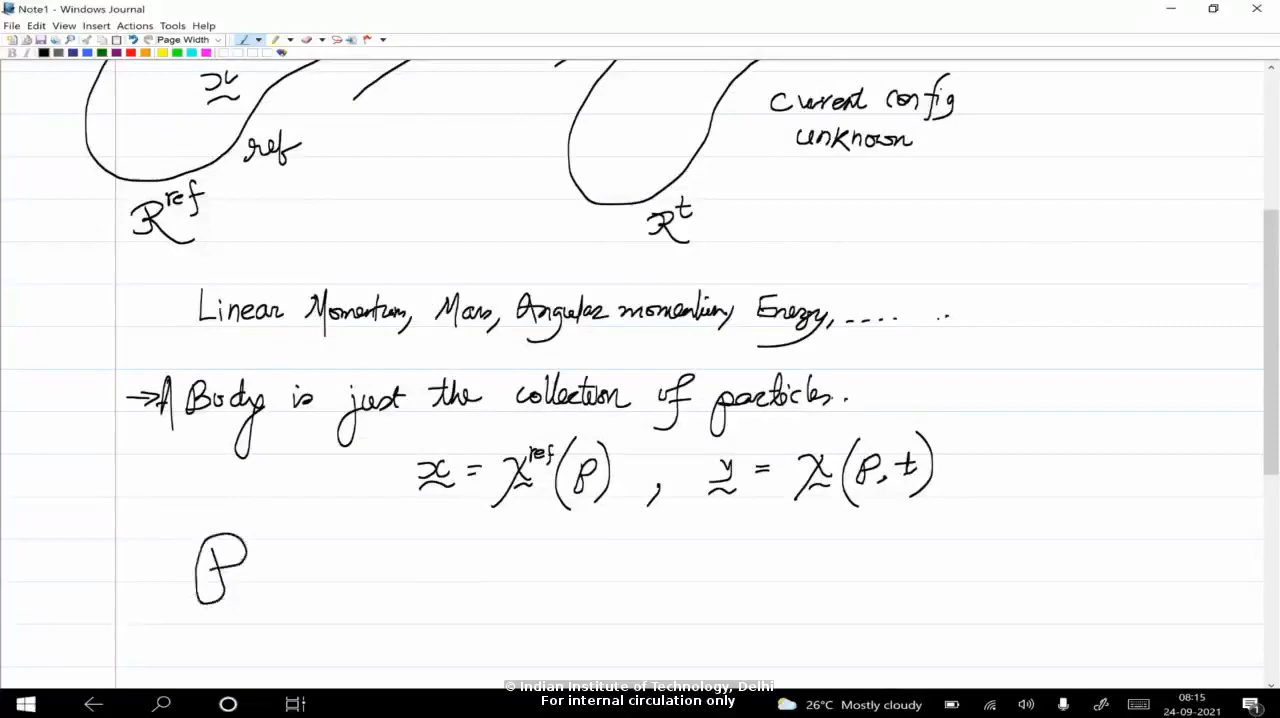 Note1 - Windows Journal
File Edit View Insert Actions Tools Help
Page Width
B I
x
ref
R^ref
Current config
unknown
R^t
Linear Momentum, Mass, Angular momentum, Energy, .... ..
→ A Body is just the collection of particles.
x = χ^ref (p) , y = χ (p, t)
P
© Indian Institute of Technology, Delhi
For internal circulation only
26°C Mostly cloudy
08:15
24-09-2021
1